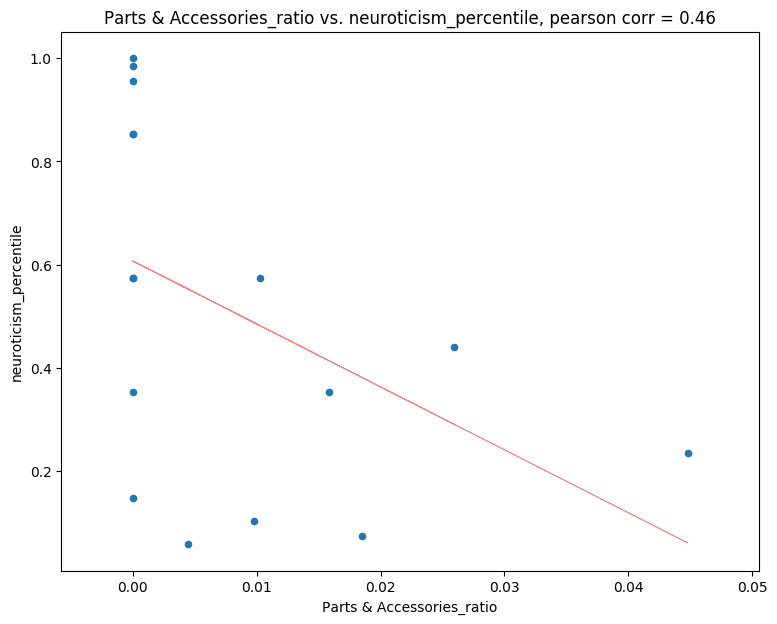 Parts & Accessories_ratio vs. neuroticism_percentile, pearson corr = 0.46
1.0
0.8
0.6
0.4
0.2
neuroticism_percentile
0.00 0.01 0.02 0.03 0.04 0.05
Parts & Accessories_ratio